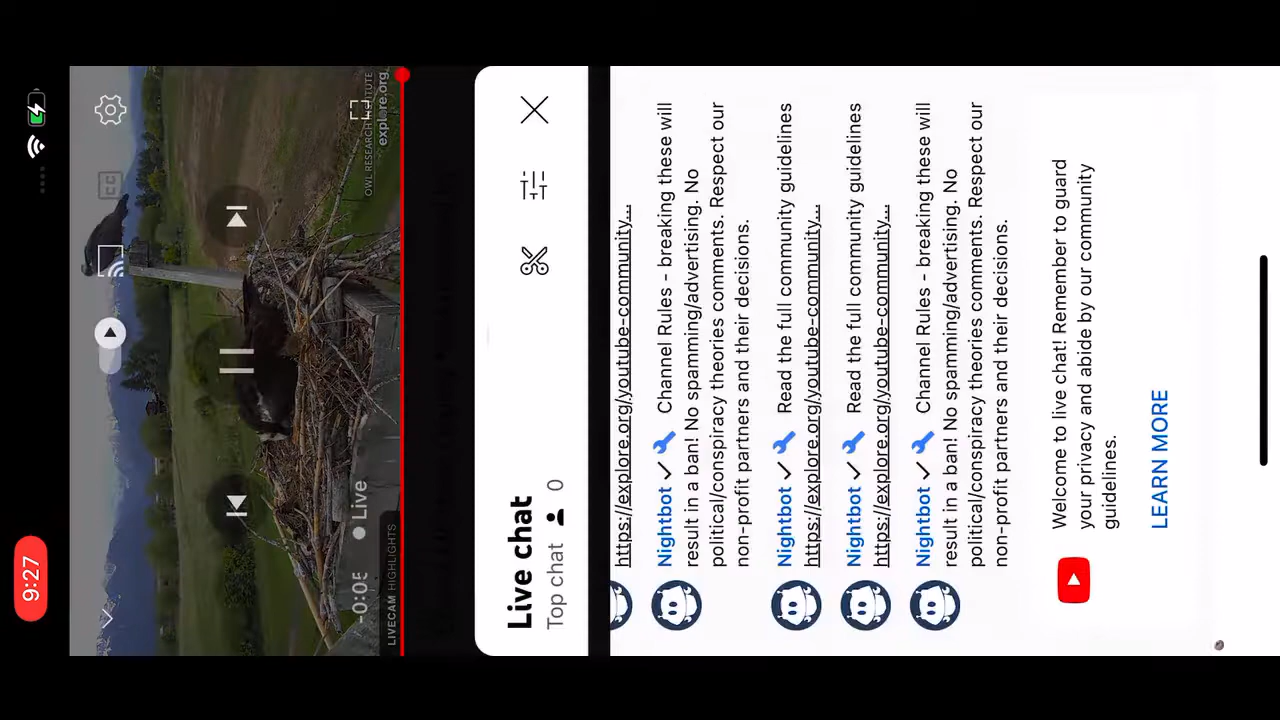 9:27
CC
-0:05
Live
OWL RESEARCH INSTITUTE
explore.org
LIVECAM HIGHLIGHTS
Live chat
Top chat 0
https://explore.org/youtube-community...
Nightbot Channel Rules - breaking these will
result in a ban! No spamming/advertising. No
political/conspiracy theories comments. Respect our
non-profit partners and their decisions.
Nightbot Read the full community guidelines
https://explore.org/youtube-community...
Nightbot Read the full community guidelines
https://explore.org/youtube-community...
Nightbot Channel Rules - breaking these will
result in a ban! No spamming/advertising. No
political/conspiracy theories comments. Respect our
non-profit partners and their decisions.
Welcome to live chat! Remember to guard
your privacy and abide by our community
guidelines.
LEARN MORE